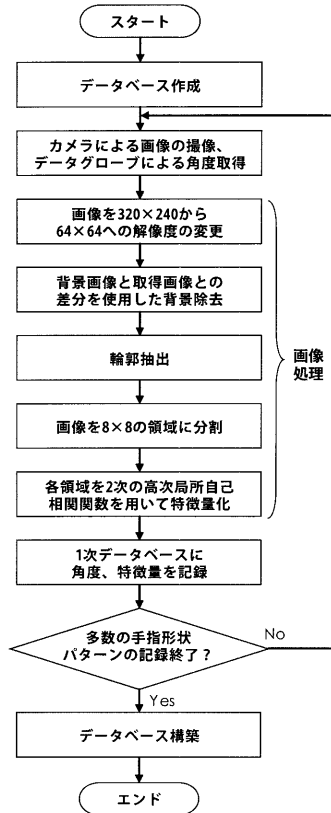 スタート
データベース作成
カメラによる画像の撮像、
データグローブによる角度取得
画像を320×240から
64×64への解像度の変更
背景画像と取得画像との
差分を使用した背景除去
輪郭抽出
画像を8×8の領域に分割
各領域を2次の高次局所自己
相関関数を用いて特徴量化
画像
処理
1次データベースに
角度、特徴量を記録
多数の手指形状
パターンの記録終了？
No
Yes
データベース構築
エンド